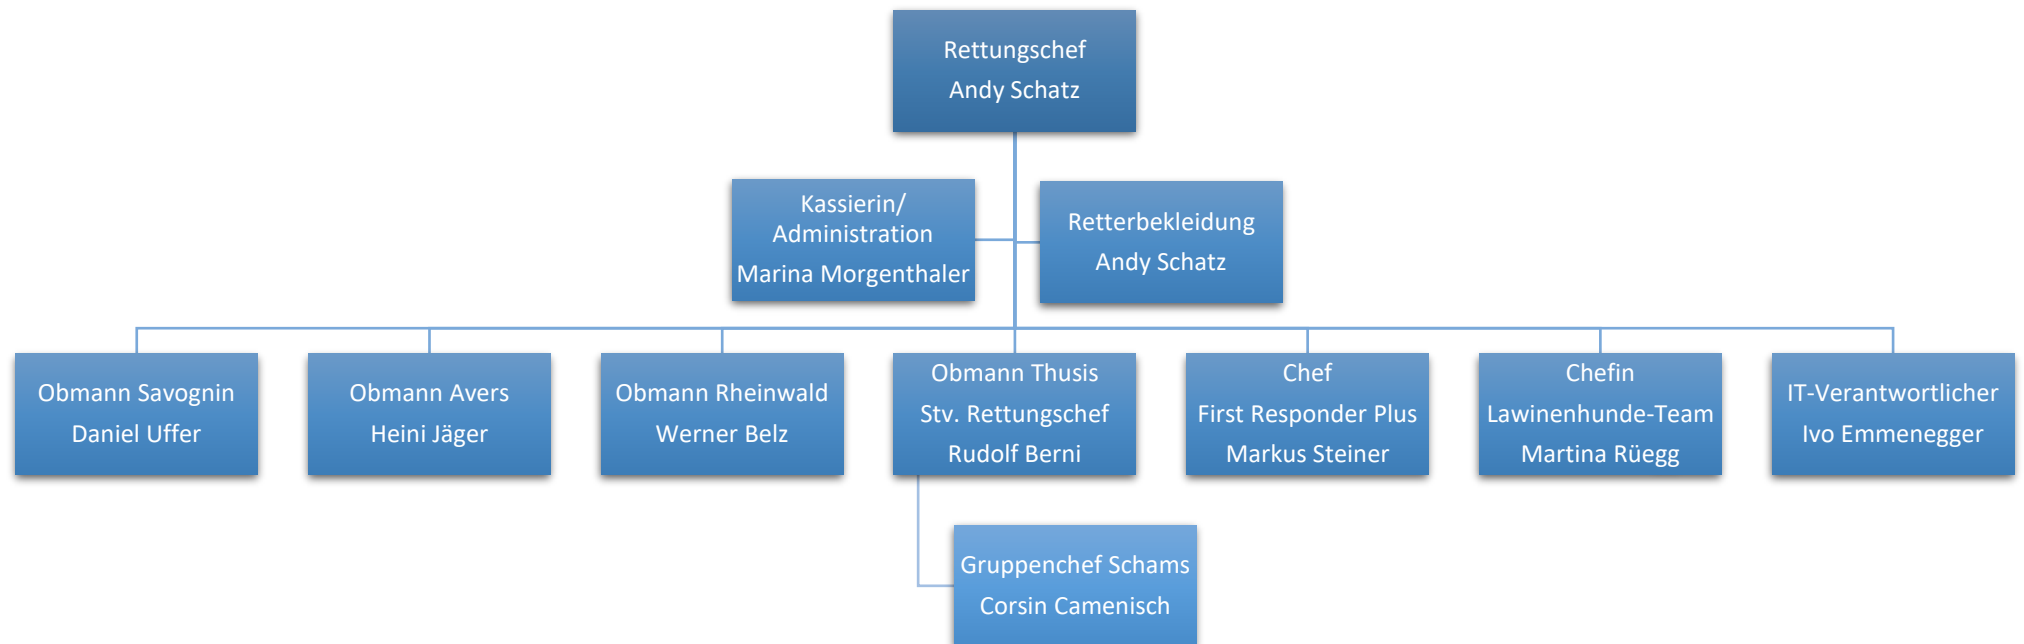 Rettungschef
Andy Schatz
Kassierin/
Administration
Marina Morgenthaler
Retterbekleidung
Andy Schatz
Obmann Savognin
Daniel Uffer
Obmann Avers
Heini Jäger
Obmann Rheinwald
Werner Belz
Obmann Thusis
Stv. Rettungschef
Rudolf Berni
Chef
First Responder Plus
Markus Steiner
Chefin
Lawinenhunde-Team
Martina Rüegg
IT-Verantwortlicher
Ivo Emmenegger
Gruppenchef Schams
Corsin Camenisch